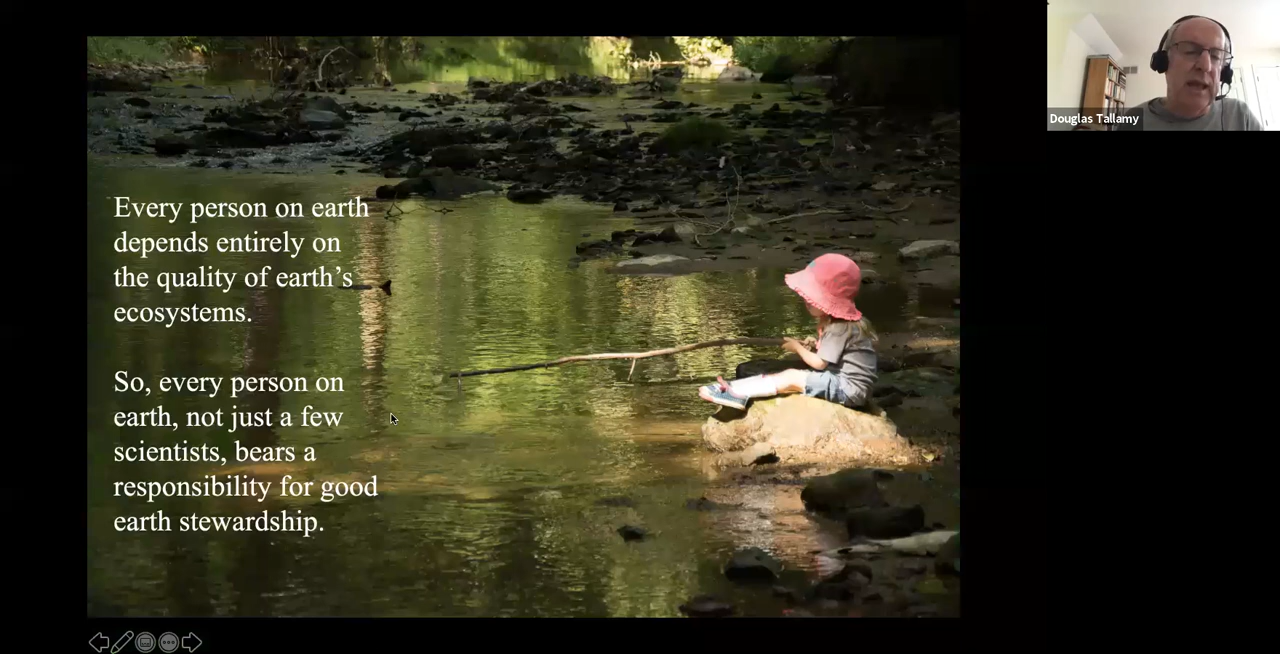 Every person on earth
depends entirely on
the quality of earth’s
ecosystems.
So, every person on
earth, not just a few
scientists, bears a
responsibility for good
earth stewardship.
Douglas Tallamy